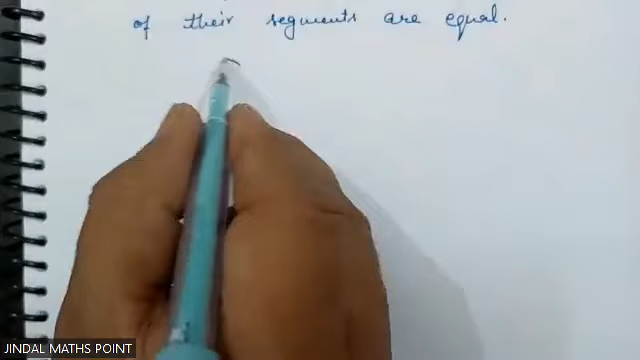 of their segments are equal.
JINDAL MATHS POINT